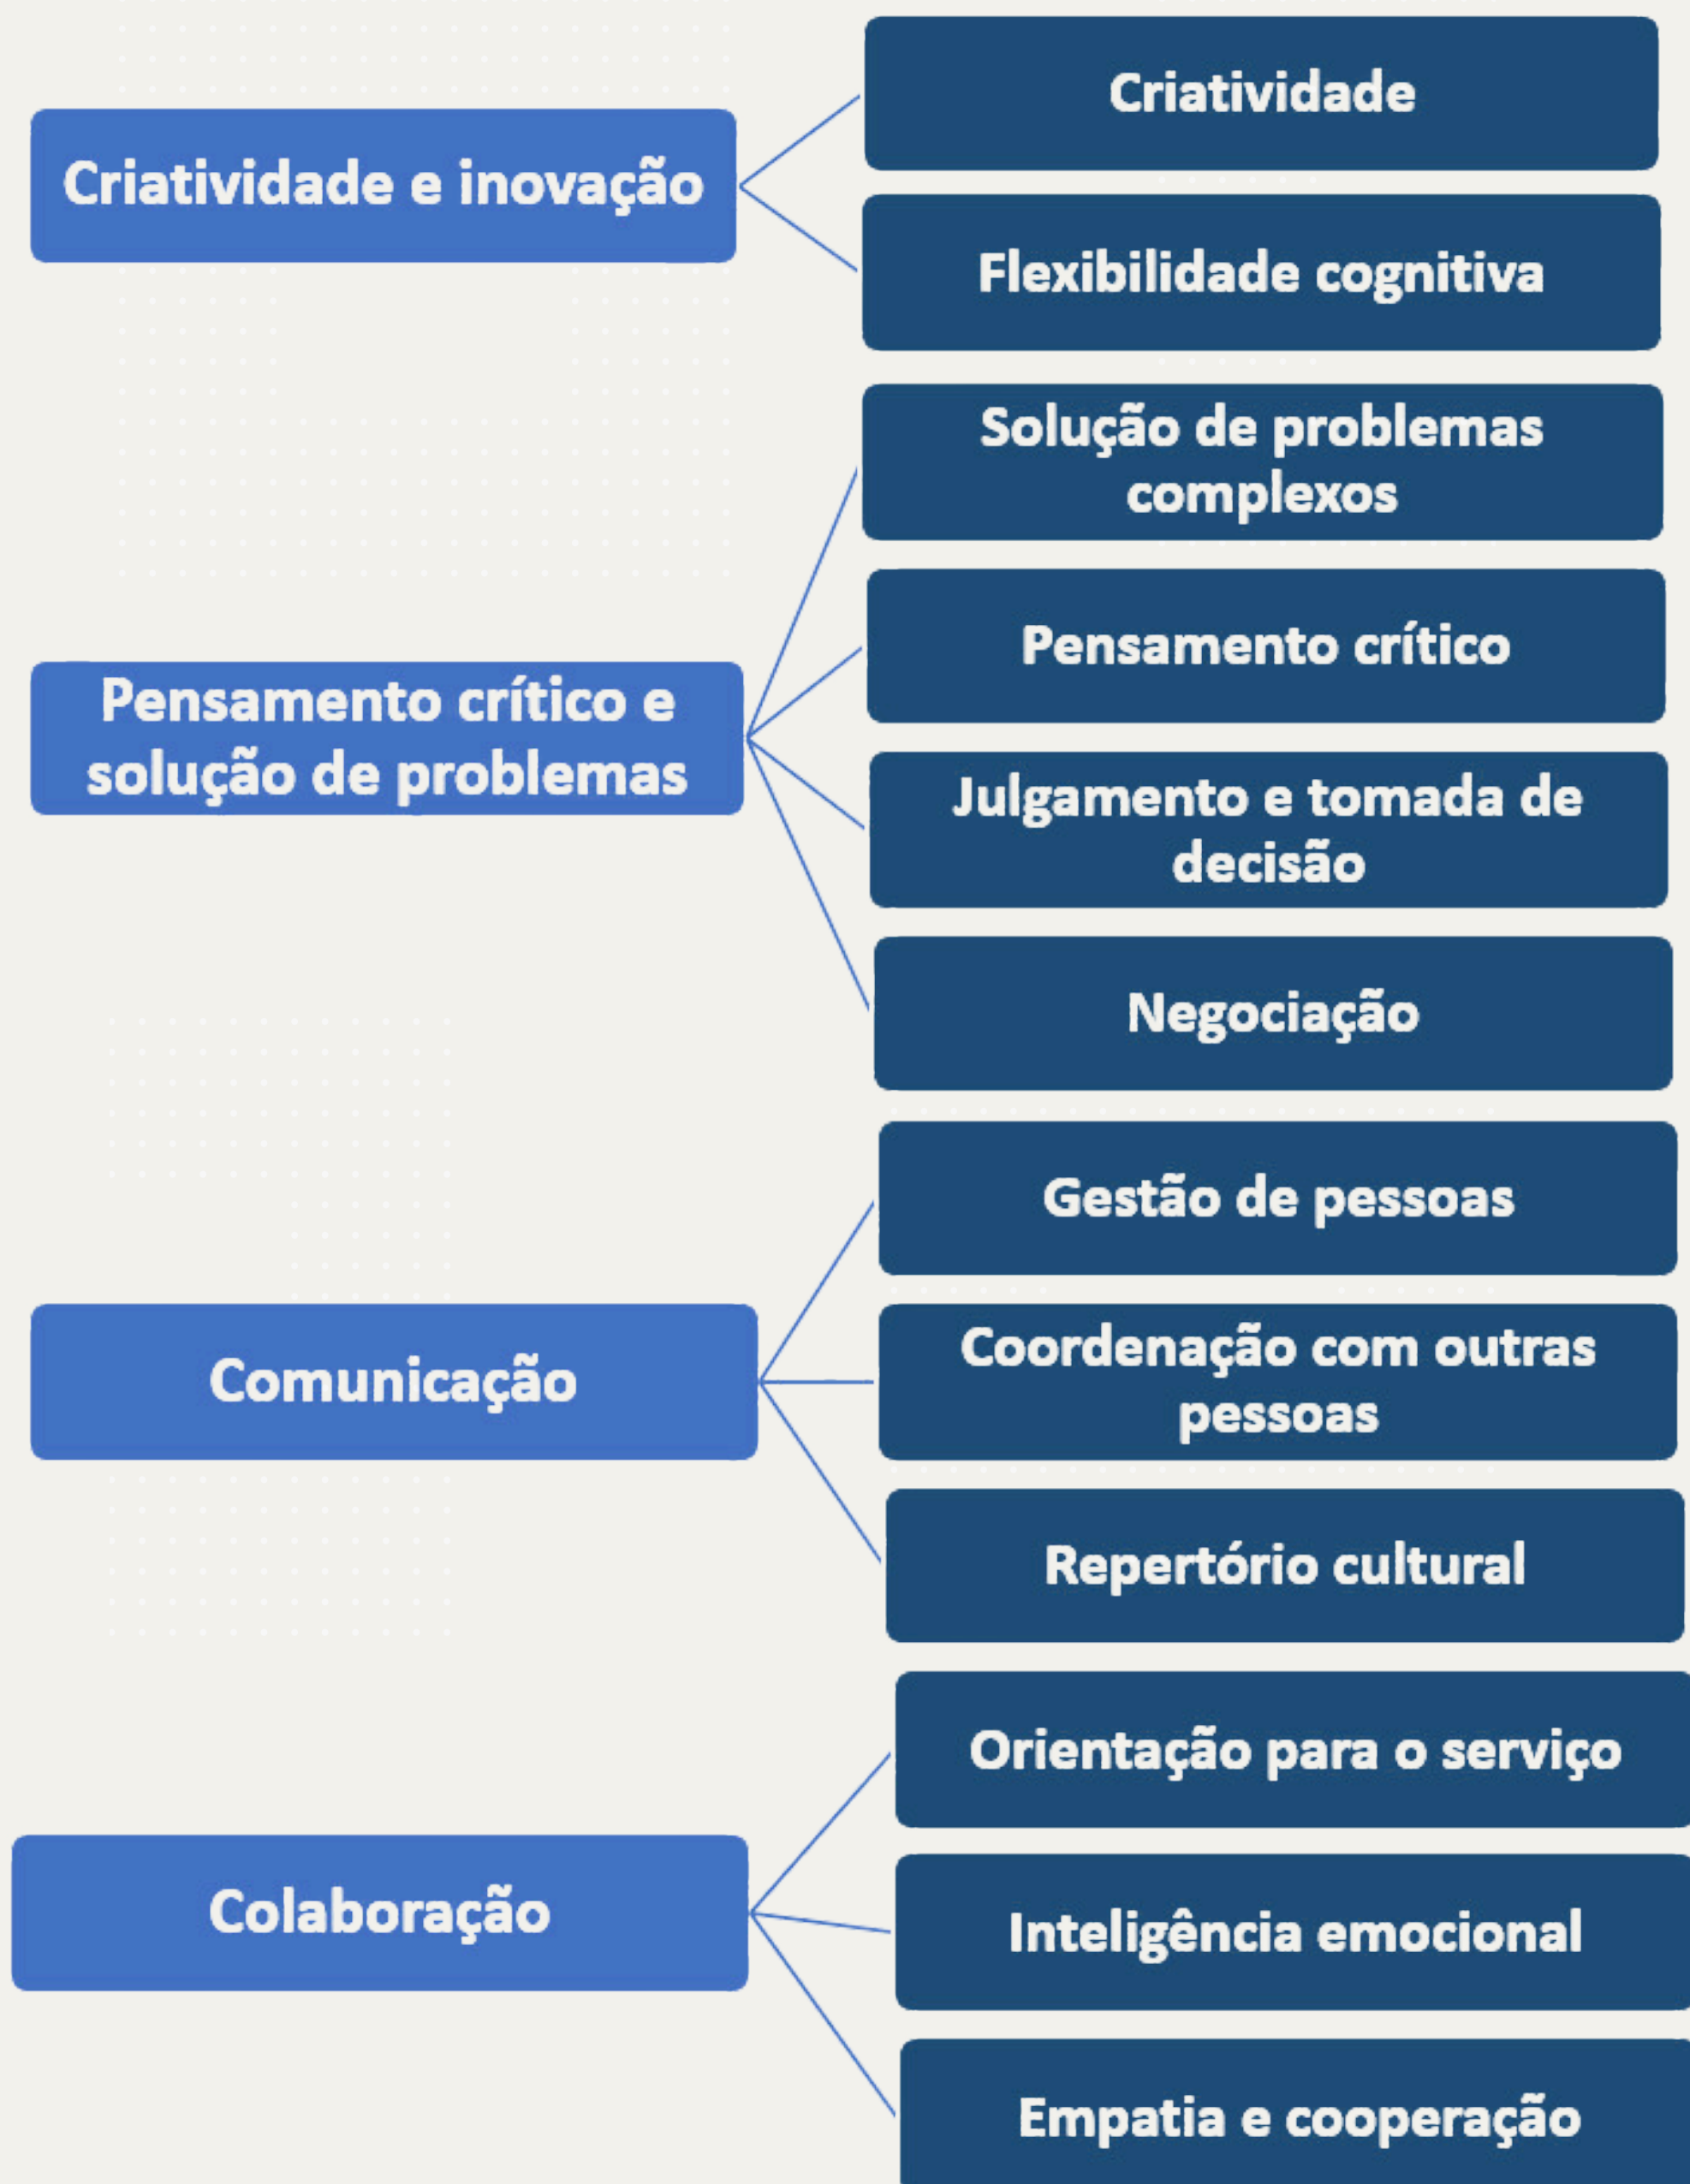 Criatividade e inovação
Criatividade
Flexibilidade cognitiva
Pensamento crítico e
solução de problemas
Solução de problemas
complexos
Pensamento crítico
Julgamento e tomada de
decisão
Negociação
Comunicação
Gestão de pessoas
Coordenação com outras
pessoas
Repertório cultural
Colaboração
Orientação para o serviço
Inteligência emocional
Empatia e cooperação